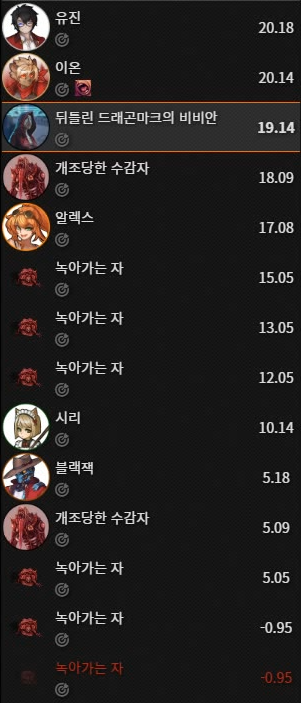 유진
20.18
이온
20.14
뒤틀린 드래곤마크의 비비안
19.14
개조당한 수감자
18.09
알렉스
17.08
녹아가는 자
15.05
녹아가는 자
13.05
녹아가는 자
12.05
시리
10.14
블랙잭
5.18
개조당한 수감자
5.09
녹아가는 자
5.05
녹아가는 자
-0.95
녹아가는 자
-0.95